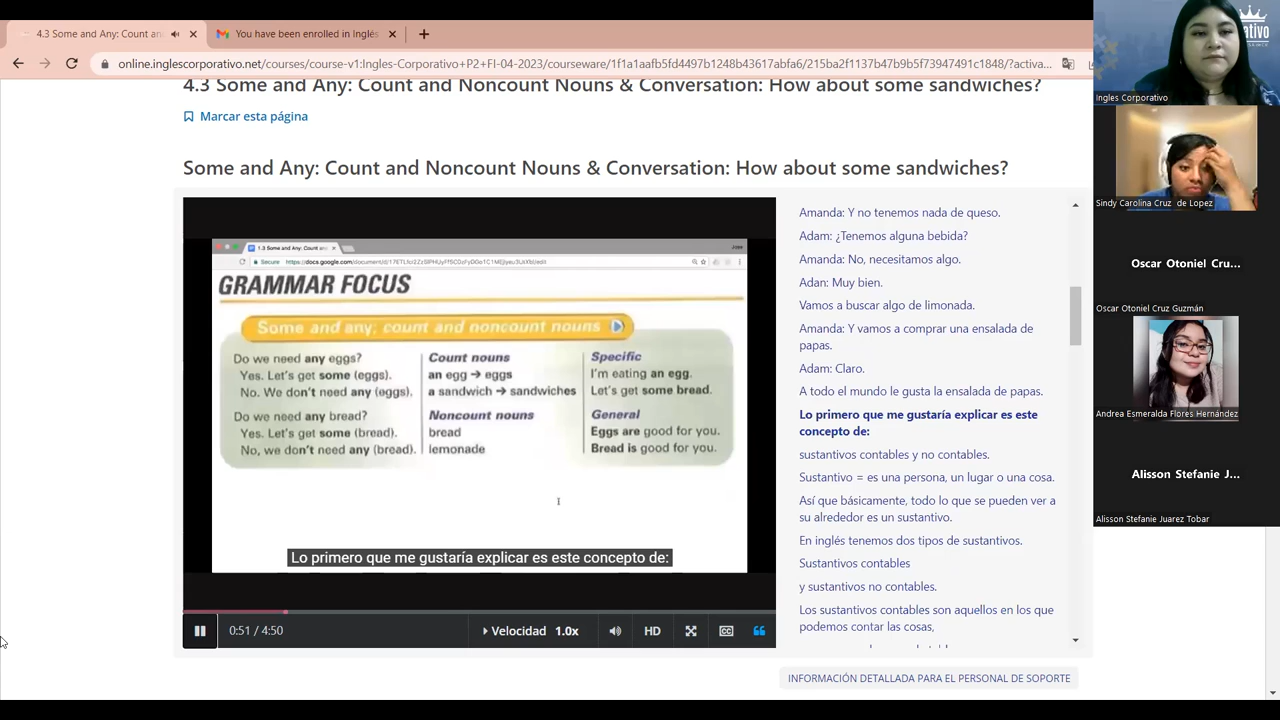 4.3 Some and Any: Count an
You have been enrolled in Inglés
online.inglescorporativo.net/courses/course-v1:Ingles-Corporativo+P2+FI-04-2023/courseware/1f1a1aafb5fd4497b1248b43617abfa6/215ba2f1137b47b9b5f73947491c1848/?activa...
4.3 Some and Any: Count and Noncount Nouns & Conversation: How about some sandwiches?
Marcar esta página
Some and Any: Count and Noncount Nouns & Conversation: How about some sandwiches?
1.3 Some and Any: Count an
Secure
GRAMMAR FOCUS
Some and any; count and noncount nouns
Do we need any eggs?
Yes. Let's get some (eggs).
No. We don't need any (eggs).
Do we need any bread?
Yes. Let's get some (bread).
No, we don't need any (bread).
Count nouns
an egg → eggs
a sandwich → sandwiches
Noncount nouns
bread
lemonade
Specific
I'm eating an egg.
Let's get some bread.
General
Eggs are good for you.
Bread is good for you.
Lo primero que me gustaría explicar es este concepto de:
0:51 / 4:50
Velocidad 1.0x
HD
CC
Amanda: Y no tenemos nada de queso.
Adam: ¿Tenemos alguna bebida?
Amanda: No, necesitamos algo.
Adan: Muy bien.
Vamos a buscar algo de limonada.
Amanda: Y vamos a comprar una ensalada de
papas.
Adam: Claro.
A todo el mundo le gusta la ensalada de papas.
Lo primero que me gustaría explicar es este
concepto de:
sustantivos contables y no contables.
Sustantivo = es una persona, un lugar o una cosa.
Así que básicamente, todo lo que se pueden ver a
su alrededor es un sustantivo.
En inglés tenemos dos tipos de sustantivos.
Sustantivos contables
y sustantivos no contables.
Los sustantivos contables son aquellos en los que
podemos contar las cosas,
INFORMACIÓN DETALLADA PARA EL PERSONAL DE SOPORTE
Ingles Corporativo
Sindy Carolina Cruz de Lopez
Oscar Otoniel Cru...
Oscar Otoniel Cruz Guzmán
Andrea Esmeralda Flores Hernández
Alisson Stefanie J...
Alisson Stefanie Juarez Tobar